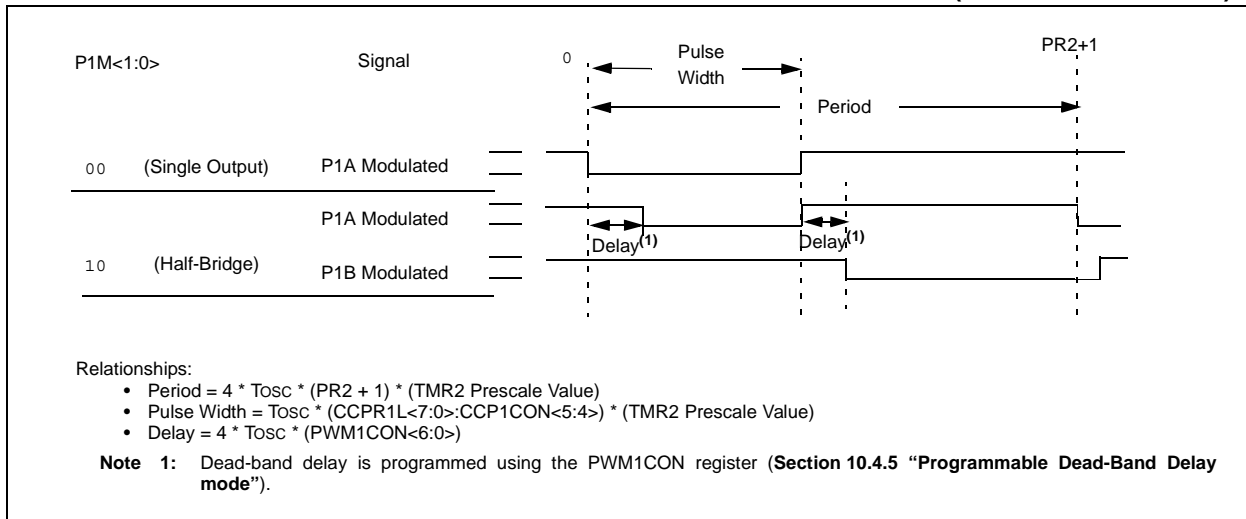 P1M<1:0>
Signal
0
Pulse
Width
PR2+1
Period
00 (Single Output) P1A Modulated
P1A Modulated
Delay(1) Delay(1)
10 (Half-Bridge) P1B Modulated
Relationships:
• Period = 4 * TOSC * (PR2 + 1) * (TMR2 Prescale Value)
• Pulse Width = TOSC * (CCPR1L<7:0>:CCP1CON<5:4>) * (TMR2 Prescale Value)
• Delay = 4 * TOSC * (PWM1CON<6:0>)
Note 1: Dead-band delay is programmed using the PWM1CON register (Section 10.4.5 “Programmable Dead-Band Delay
mode”).